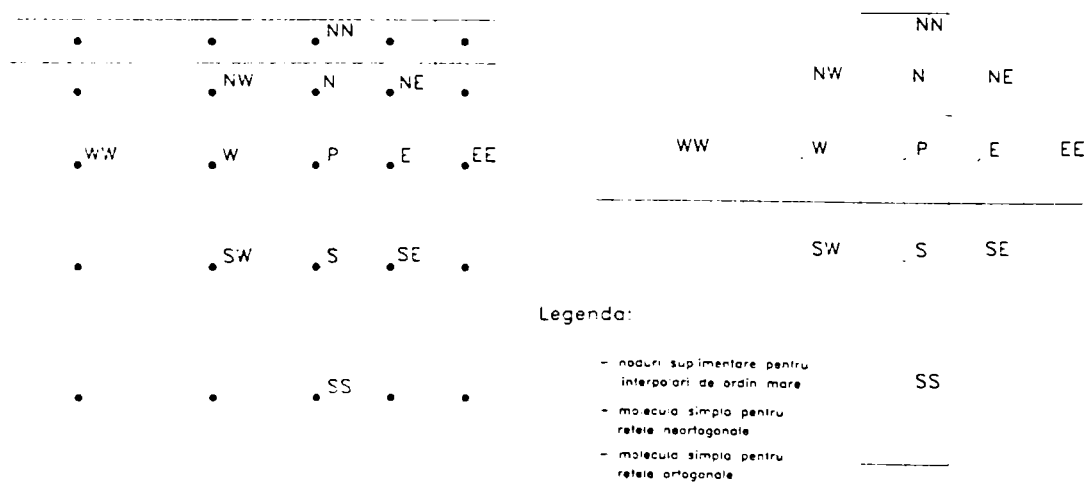 NN
NW N NE
WW W P E EE
SW S SE
SS
NN
NW N NE
WW W P E EE
SW S SE
Legenda:
- noduri suplimentare pentru
interpolari de ordin mare
SS
- molecula simpla pentru
retele neortogonale
- molecula simpla pentru
retele ortogonale